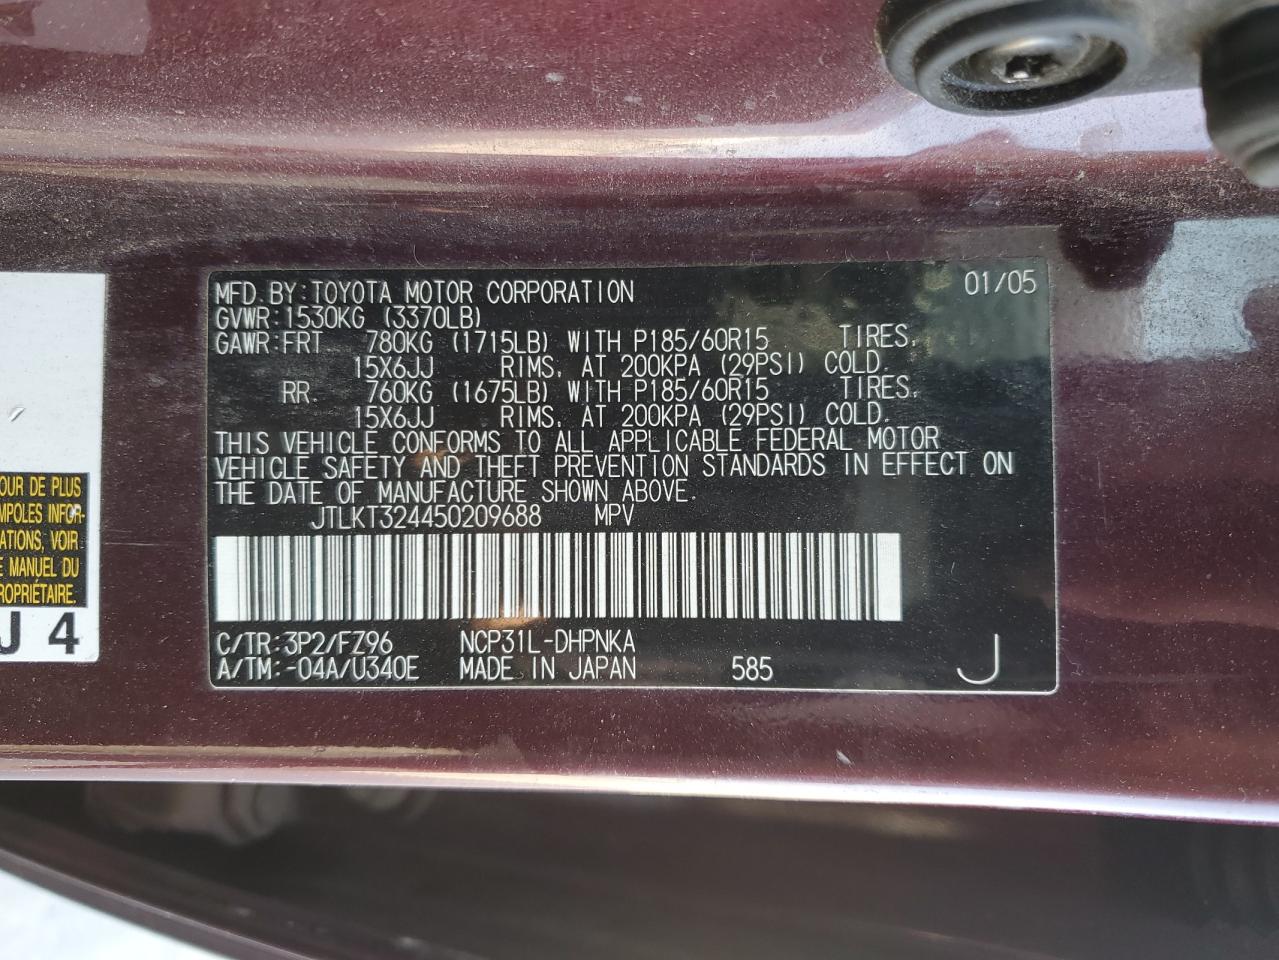 MFD. BY: TOYOTA MOTOR CORPORATION 01/05
GVWR: 1530KG (3370LB)
GAWR: FRT 780KG (1715LB) WITH P185/60R15 TIRES,
15X6JJ RIMS, AT 200KPA (29PSI) COLD.
RR. 760KG (1675LB) WITH P185/60R15 TIRES,
15X6JJ RIMS, AT 200KPA (29PSI) COLD.
THIS VEHICLE CONFORMS TO ALL APPLICABLE FEDERAL MOTOR
VEHICLE SAFETY AND THEFT PREVENTION STANDARDS IN EFFECT ON
THE DATE OF MANUFACTURE SHOWN ABOVE.
JTLKT324450209688 MPV
C/TR: 3P2/FZ96 NCP31L-DHPNKA
A/TM: -04A/U340E MADE IN JAPAN 585 J
OUR DE PLUS
MPOLES INFOR-
ATIONS, VOIR
E MANUEL DU
ROPRIÉTAIRE.
J 4